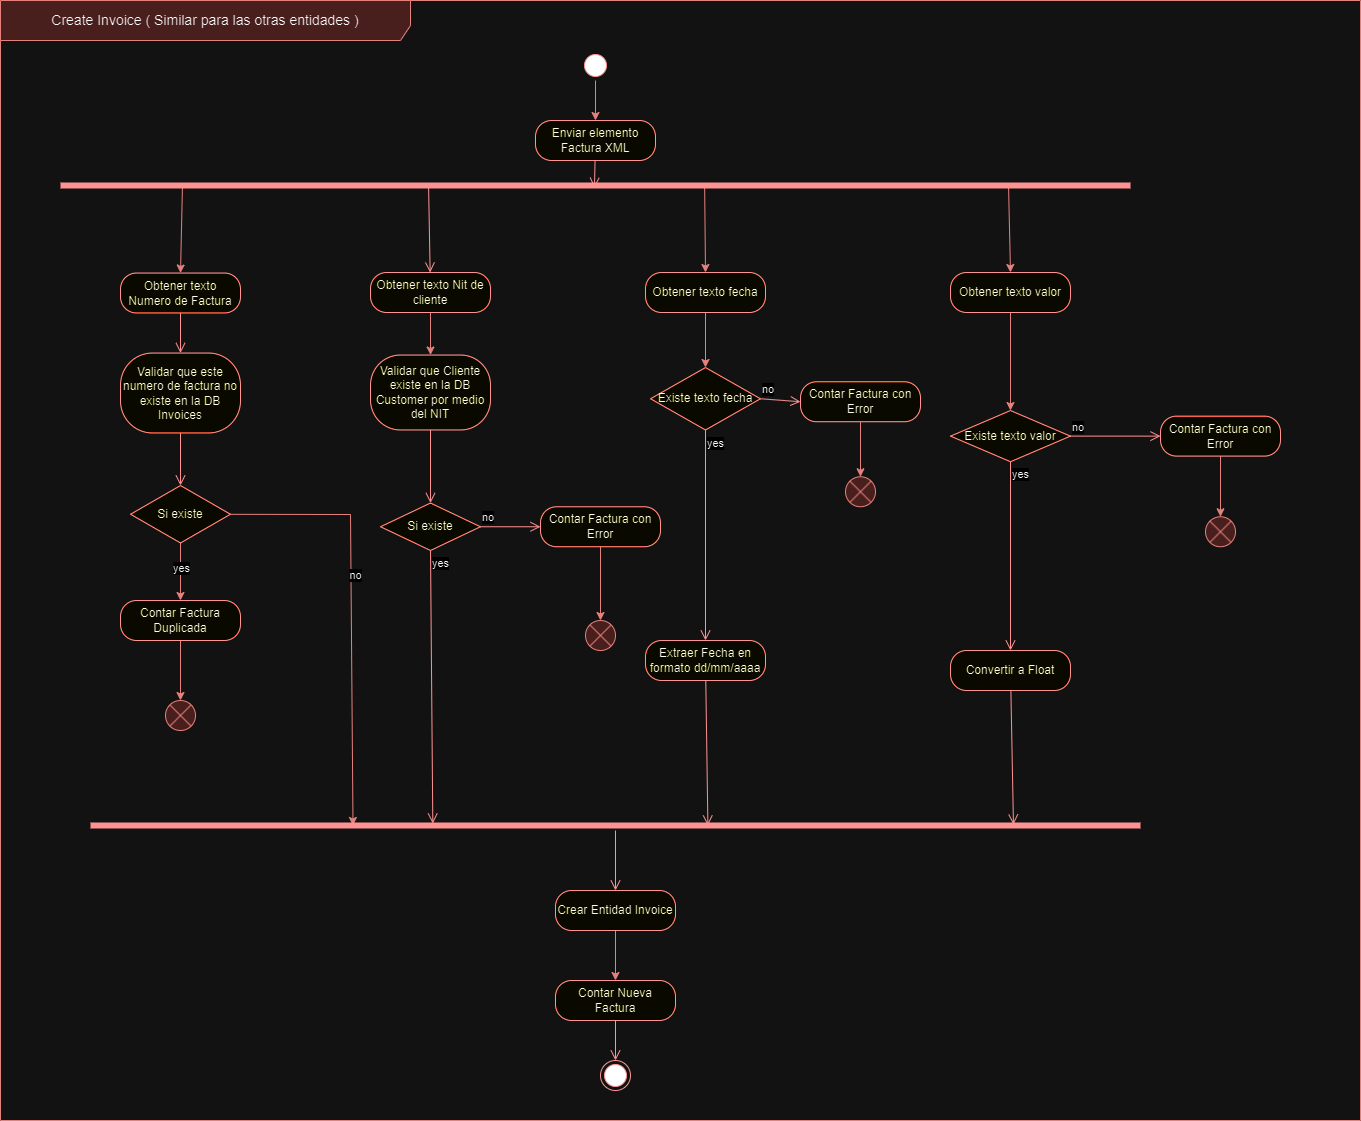 Create Invoice ( Similar para las otras entidades )
Enviar elemento
Factura XML
Obtener texto
Numero de Factura
Obtener texto Nit de
cliente
Obtener texto fecha
Obtener texto valor
Validar que este
numero de factura no
existe en la DB
Invoices
Validar que Cliente
existe en la DB
Customer por medio
del NIT
Existe texto fecha
no
yes
Contar Factura con
Error
Existe texto valor
no
yes
Contar Factura con
Error
Si existe
no
yes
Si existe
no
yes
Contar Factura con
Error
Contar Factura
Duplicada
Extraer Fecha en
formato dd/mm/aaaa
Convertir a Float
Crear Entidad Invoice
Contar Nueva
Factura